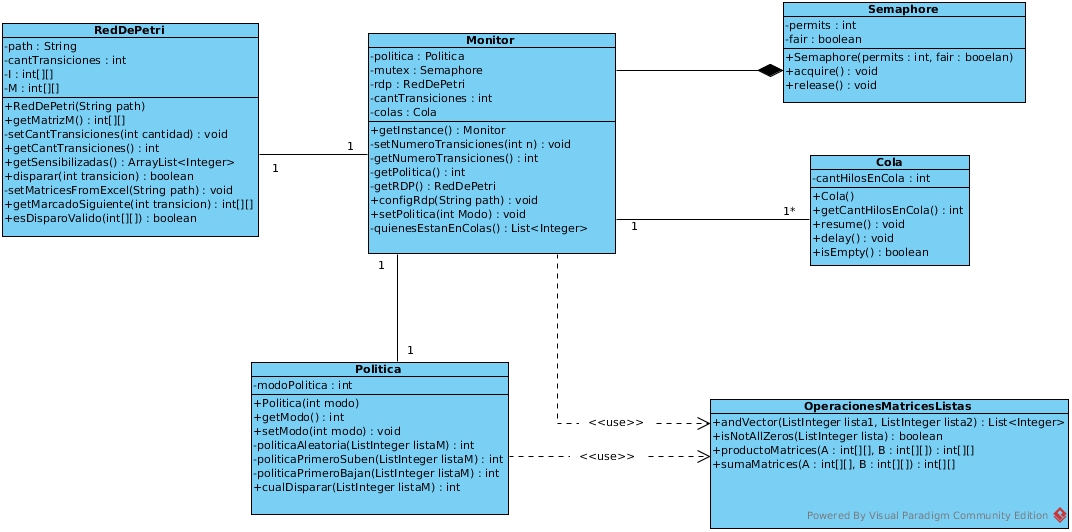 RedDePetri
-path : String
-cantTransiciones : int
-I : int[][]
-M : int[][]
+RedDePetri(String path)
+getMatrizM() : int[][]
-setCantTransiciones(int cantidad) : void
+getCantTransiciones() : int
+getSensibilizadas() : ArrayList<Integer>
+disparar(int transicion) : boolean
-setMatricesFromExcel(String path) : void
+getMarcadoSiguiente(int transicion) : int[][]
+esDisparoValido(int[][]) : boolean
1
1
Monitor
-politica : Politica
-mutex : Semaphore
-rdp : RedDePetri
-cantTransiciones : int
-colas : Cola
+getInstance() : Monitor
-setNumeroTransiciones(int n) : void
-getNumeroTransiciones() : int
-getPolitica() : int
-getRDP() : RedDePetri
+configRdp(String path) : void
+setPolitica(int Modo) : void
-quienesEstanEnColas() : List<Integer>
Semaphore
-permits : int
-fair : boolean
+Semaphore(permits : int, fair : booelan)
+acquire() : void
+release() : void
1*
1
Cola
-cantHilosEnCola : int
+Cola()
+getCantHilosEnCola() : int
+resume() : void
+delay() : void
+isEmpty() : boolean
1
1
Politica
-modoPolitica : int
+Politica(int modo)
+getModo() : int
+setModo(int modo) : void
-politicaAleatoria(ListInteger listaM) : int
-politicaPrimeroSuben(ListInteger listaM) : int
-politicaPrimeroBajan(ListInteger listaM) : int
+cualDisparar(ListInteger listaM) : int
<<use>>
<<use>>
OperacionesMatricesListas
+andVector(ListInteger lista1, ListInteger lista2) : List<Integer>
+isNotAllZeros(ListInteger lista) : boolean
+productoMatrices(A : int[][], B : int[][]) : int[][]
+sumaMatrices(A : int[][], B : int[][]) : int[][]
Powered By Visual Paradigm Community Edition